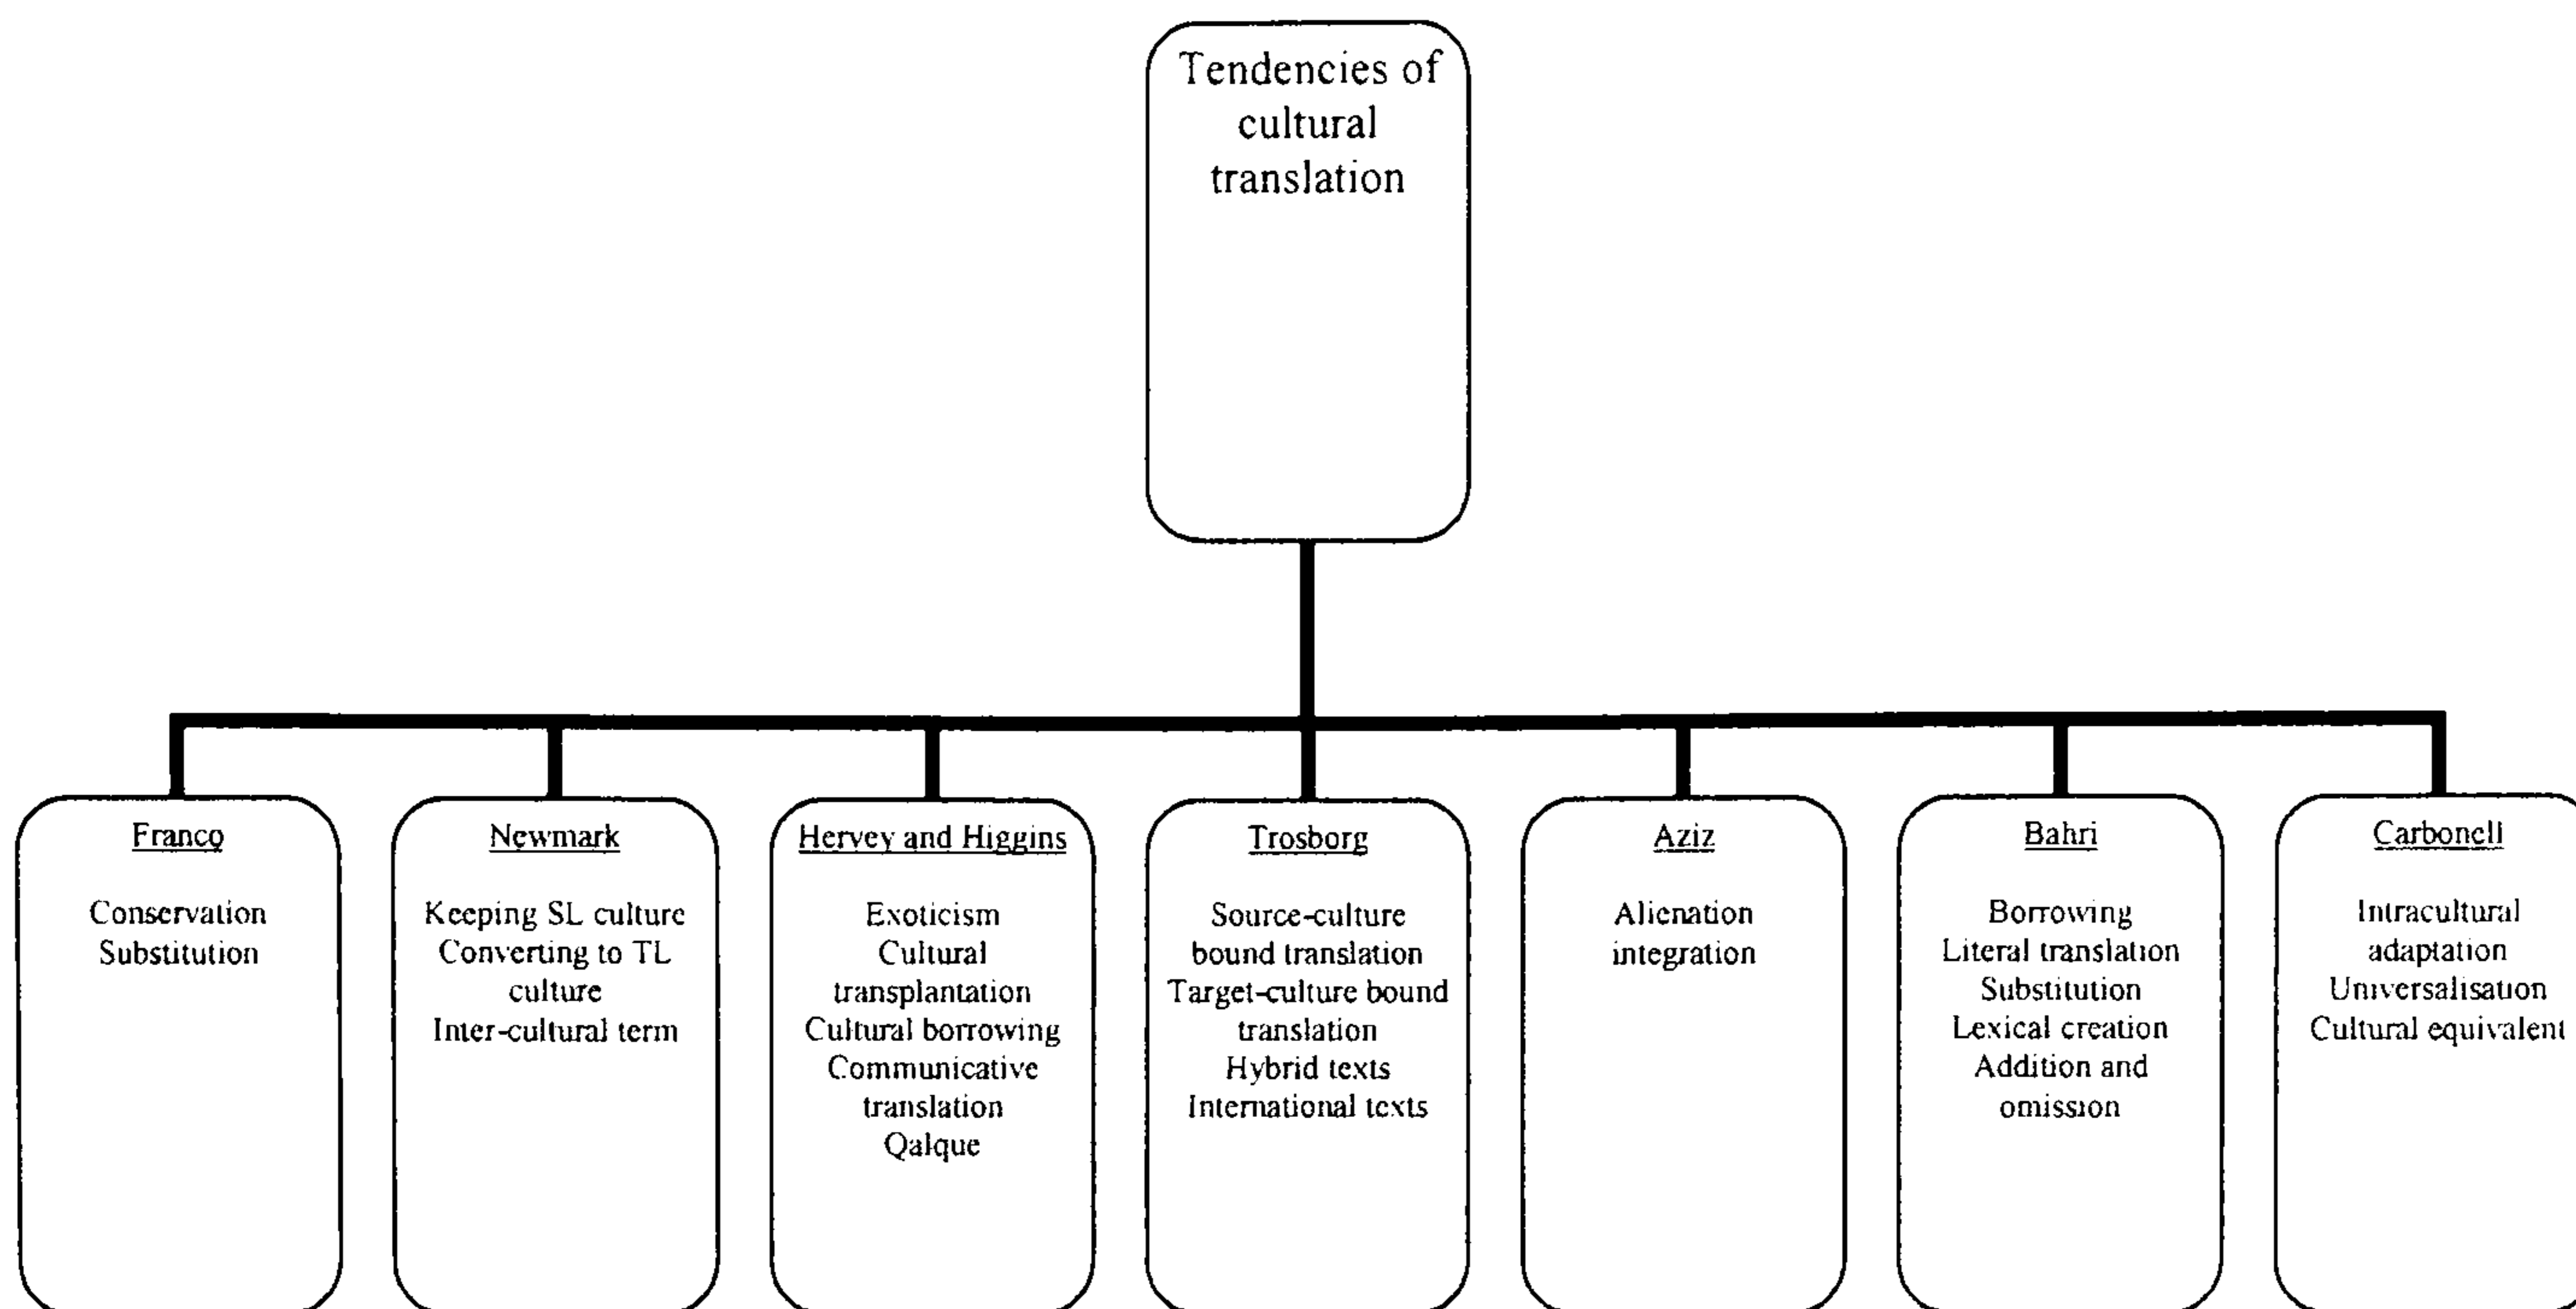 Tendencies of
cultural
translation
Franco
Conservation
Substitution
Newmark
Keeping SL culture
Converting to TL
culture
Inter-cultural term
Hervey and Higgins
Exoticism
Cultural
transplantation
Cultural borrowing
Communicative
translation
Qalque
Trosborg
Source-culture
bound translation
Target-culture bound
translation
Hybrid texts
International texts
Aziz
Alienation
integration
Bahri
Borrowing
Literal translation
Substitution
Lexical creation
Addition and
omission
Carbonell
Intracultural
adaptation
Universalisation
Cultural equivalent